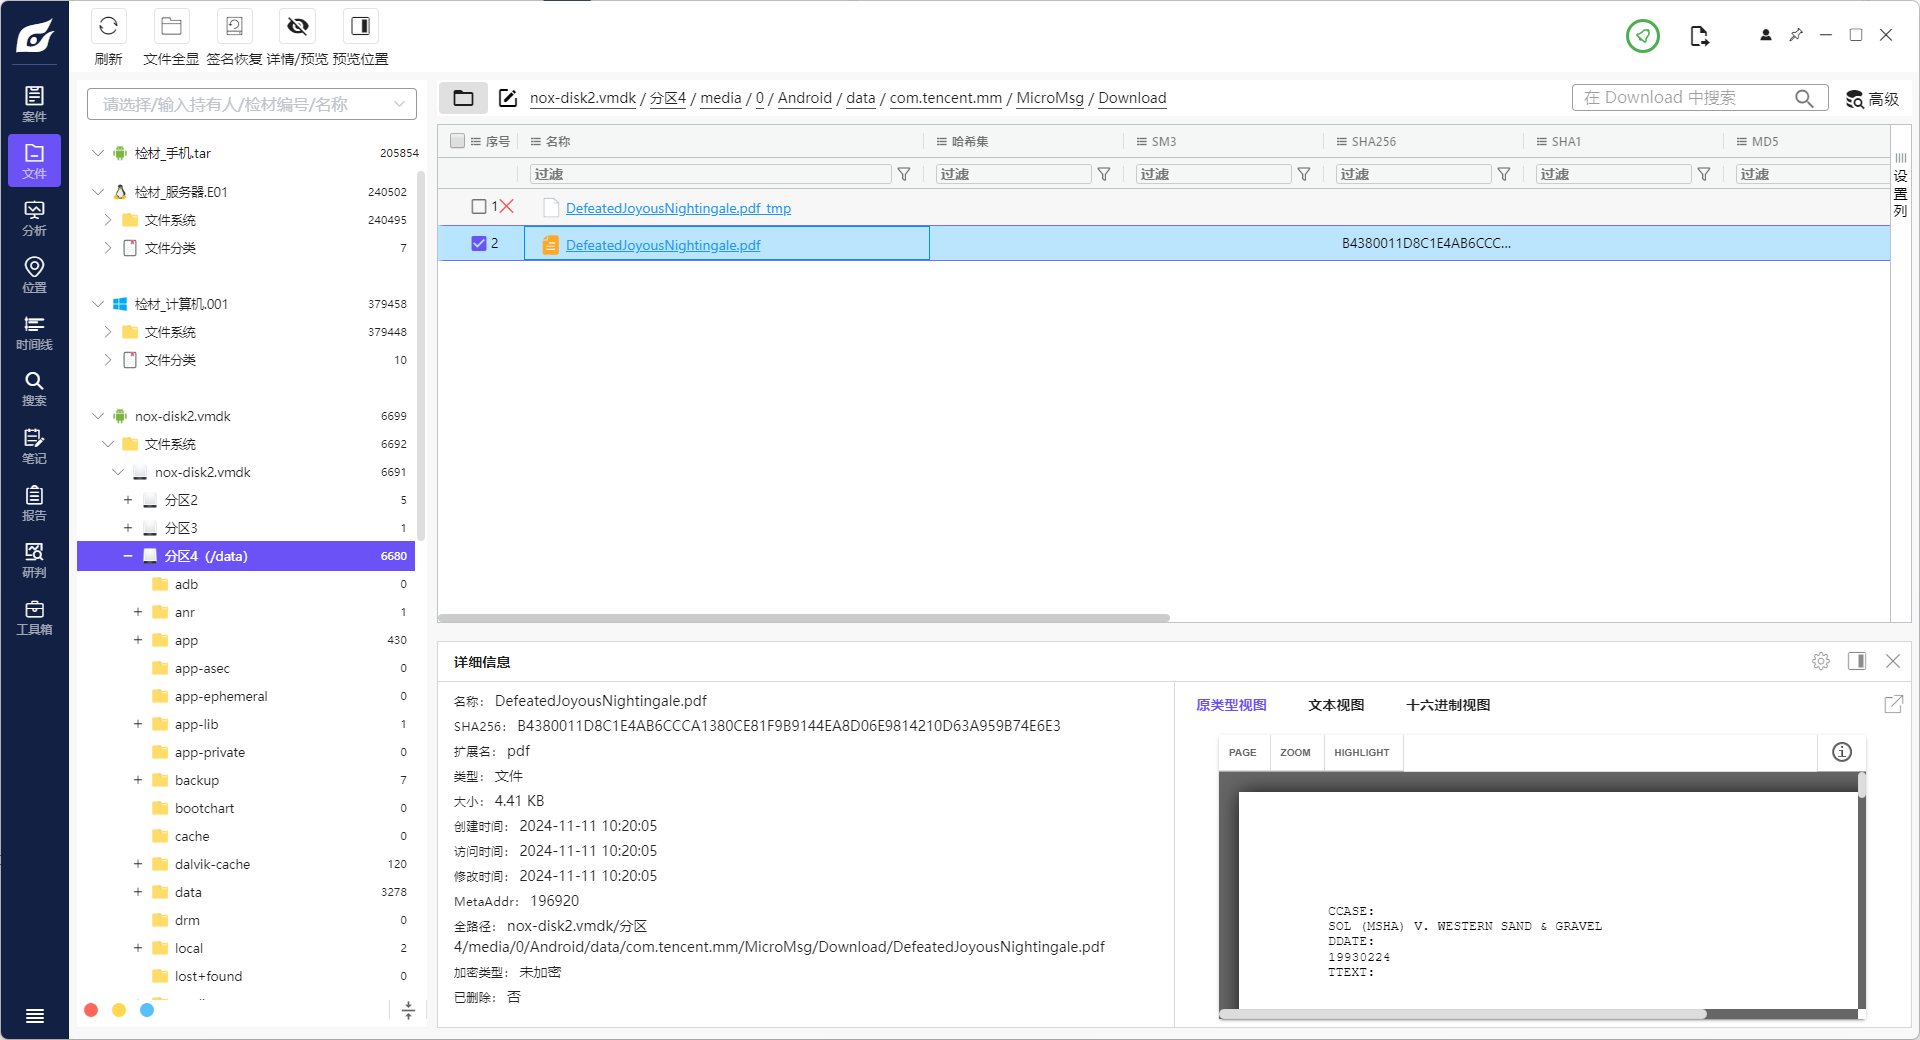 刷新
文件全显
签名恢复
详情/预览
预览位置
案件
文件
分析
位置
时间线
搜索
笔记
报告
研判
工具箱
请选择/输入持有人/检材编号/名称
检材_手机.tar 205854
检材_服务器.E01 240502
文件系统 240495
文件分类 7
检材_计算机.001 379458
文件系统 379448
文件分类 10
nox-disk2.vmdk 6699
文件系统 6692
nox-disk2.vmdk 6691
分区2 5
分区3 1
分区4 (/data) 6680
adb 0
anr 1
app 430
app-asec 0
app-ephemeral 0
app-lib 1
app-private 0
backup 7
bootchart 0
cache 0
dalvik-cache 120
data 3278
drm 0
local 2
lost+found 0
nox-disk2.vmdk / 分区4 / media / 0 / Android / data / com.tencent.mm / MicroMsg / Download
在 Download 中搜索
高级
序号 名称 哈希集 SM3 SHA256 SHA1 MD5
过滤 过滤 过滤 过滤 过滤 过滤
1 DefeatedJoyousNightingale.pdf_tmp
2 DefeatedJoyousNightingale.pdf B4380011D8C1E4AB6CCC...
设置列
详细信息
名称: DefeatedJoyousNightingale.pdf
SHA256: B4380011D8C1E4AB6CCCA1380CE81F9B9144EA8D06E9814210D63A959B74E6E3
扩展名: pdf
类型: 文件
大小: 4.41 KB
创建时间: 2024-11-11 10:20:05
访问时间: 2024-11-11 10:20:05
修改时间: 2024-11-11 10:20:05
MetaAddr: 196920
全路径: nox-disk2.vmdk/分区
4/media/0/Android/data/com.tencent.mm/MicroMsg/Download/DefeatedJoyousNightingale.pdf
加密类型: 未加密
已删除: 否
原类型视图 文本视图 十六进制视图
PAGE ZOOM HIGHLIGHT
CCASE:
SOL (MSHA) V. WESTERN SAND & GRAVEL
DDATE:
19930224
TTEXT: